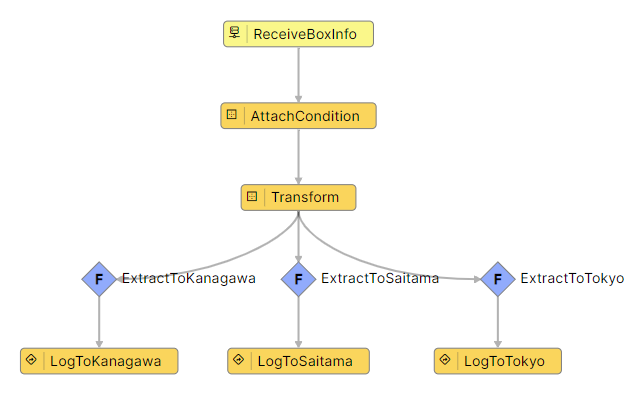 ReceiveBoxInfo
AttachCondition
Transform
F ExtractToKanagawa
F ExtractToSaitama
F ExtractToTokyo
LogToKanagawa
LogToSaitama
LogToTokyo